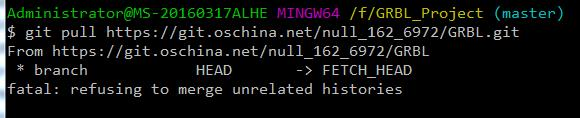 Administrator@MS-20160317ALHE MINGW64 /f/GRBL_Project (master)
$ git pull https://git.oschina.net/null_162_6972/GRBL.git
From https://git.oschina.net/null_162_6972/GRBL
 * branch            HEAD       -> FETCH_HEAD
fatal: refusing to merge unrelated histories